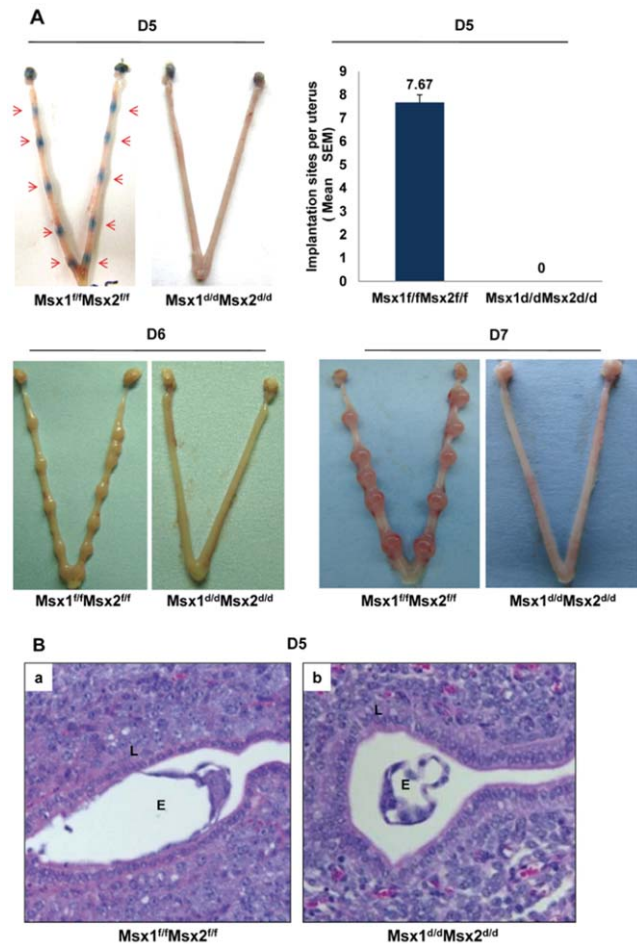 A
D5
D5
Msx1f/fMsx2f/f
Msx1d/dMsx2d/d
Implantation sites per uterus
( Mean SEM)
9
8
7
6
5
4
3
2
1
0
7.67
0
Msx1f/fMsx2f/f
Msx1d/dMsx2d/d
D6
D7
Msx1f/fMsx2f/f
Msx1d/dMsx2d/d
Msx1f/fMsx2f/f
Msx1d/dMsx2d/d
B
D5
a
L
E
b
L
E
Msx1f/fMsx2f/f
Msx1d/dMsx2d/d